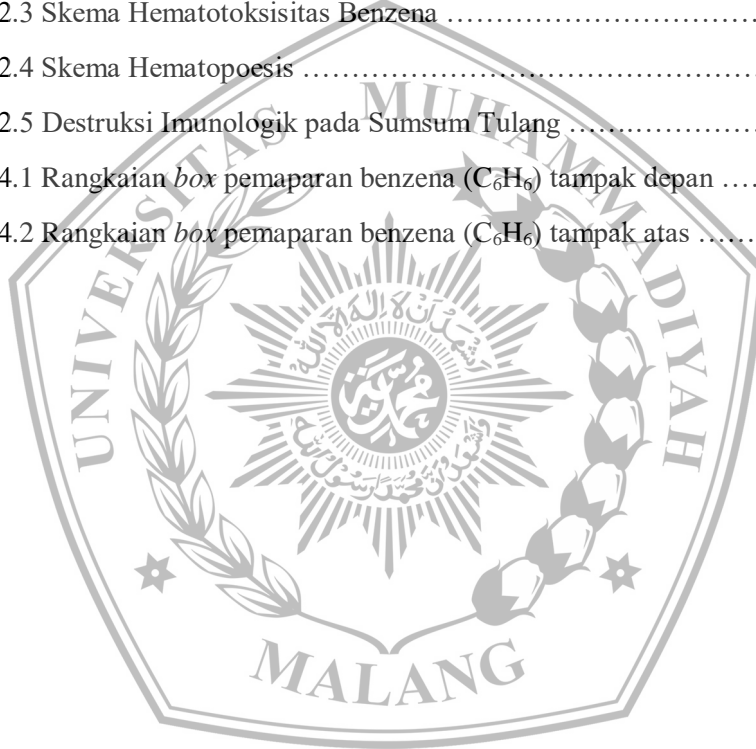 2.3 Skema Hematotoksisitas Benzena ……………………………
2.4 Skema Hematopoesis …………………….……………………
2.5 Destruksi Imunologik pada Sumsum Tulang …….……………
4.1 Rangkaian box pemaparan benzena (C₆H₆) tampak depan ….
4.2 Rangkaian box pemaparan benzena (C₆H₆) tampak atas …….
UNIVERSITAS MUHAMMADIYAH
MALANG